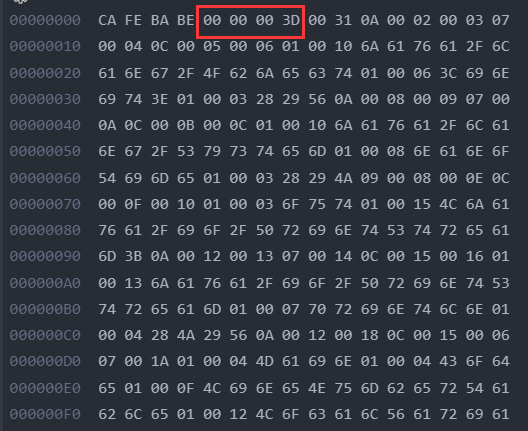 00000000 CA FE BA BE 00 00 00 3D 00 31 0A 00 02 00 03 07
00000010 00 04 0C 00 05 00 06 01 00 10 6A 61 76 61 2F 6C
00000020 61 6E 67 2F 4F 62 6A 65 63 74 01 00 06 3C 69 6E
00000030 69 74 3E 01 00 03 28 29 56 0A 00 08 00 09 07 00
00000040 0A 0C 00 0B 00 0C 01 00 10 6A 61 76 61 2F 6C 61
00000050 6E 67 2F 53 79 73 74 65 6D 01 00 08 6E 61 6E 6F
00000060 54 69 6D 65 01 00 03 28 29 4A 09 00 08 00 0E 0C
00000070 00 0F 00 10 01 00 03 6F 75 74 01 00 15 4C 6A 61
00000080 76 61 2F 69 6F 2F 50 72 69 6E 74 53 74 72 65 61
00000090 6D 3B 0A 00 12 00 13 07 00 14 0C 00 15 00 16 01
000000A0 00 13 6A 61 76 61 2F 69 6F 2F 50 72 69 6E 74 53
000000B0 74 72 65 61 6D 01 00 07 70 72 69 6E 74 6C 6E 01
000000C0 00 04 28 4A 29 56 0A 00 12 00 18 0C 00 15 00 06
000000D0 07 00 1A 01 00 04 4D 61 69 6E 01 00 04 43 6F 64
000000E0 65 01 00 0F 4C 69 6E 65 4E 75 6D 62 65 72 54 61
000000F0 62 6C 65 01 00 12 4C 6F 63 61 6C 56 61 72 69 61